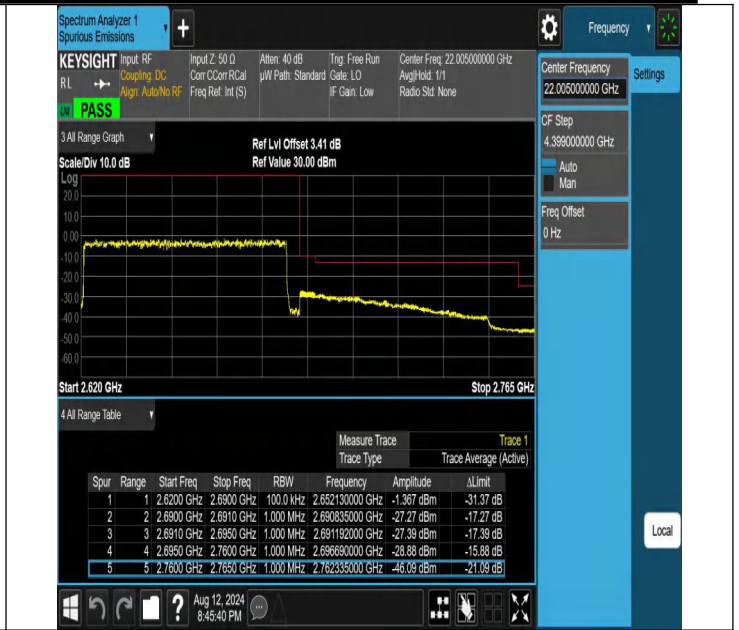 Spectrum Analyzer 1
Spurious Emissions
Frequency
KEYSIGHT
Input: RF
Coupling: DC
Align: Auto/No RF
Input Z: 50 Ω
Corr CCorr RCal
Freq Ref: Int (S)
Atten: 40 dB
µW Path: Standard
Trig: Free Run
Gate: LO
IF Gain: Low
Center Freq: 22.005000000 GHz
Avg|Hold: 1/1
Radio Std: None
RL
PASS
Center Frequency
22.005000000 GHz
Settings
CF Step
4.399000000 GHz
Auto
Man
Freq Offset
0 Hz
3 All Range Graph
Scale/Div 10.0 dB
Ref Lvl Offset 3.41 dB
Ref Value 30.00 dBm
Log
20.0
10.0
0.00
-10.0
-20.0
-30.0
-40.0
-50.0
-60.0
Start 2.620 GHz
Stop 2.765 GHz
4 All Range Table
Measure Trace Trace 1
Trace Type Trace Average (Active)
Spur Range Start Freq Stop Freq RBW Frequency Amplitude ΔLimit
1 1 2.6200 GHz 2.6900 GHz 100.0 kHz 2.652130000 GHz -1.367 dBm -31.37 dB
2 2 2.6900 GHz 2.6910 GHz 1.000 MHz 2.690835000 GHz -27.27 dBm -17.27 dB
3 3 2.6910 GHz 2.6950 GHz 1.000 MHz 2.691192000 GHz -27.39 dBm -17.39 dB
4 4 2.6950 GHz 2.7600 GHz 1.000 MHz 2.696690000 GHz -28.88 dBm -15.88 dB
5 5 2.7600 GHz 2.7650 GHz 1.000 MHz 2.762335000 GHz -46.09 dBm -21.09 dB
Local
Aug 12, 2024
8:45:40 PM